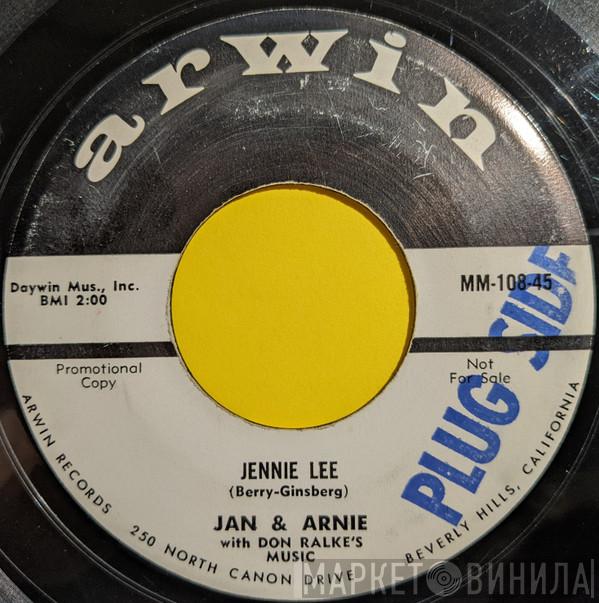 arwin
Daywin Mus., Inc.
BMI 2:00
MM-108-45
Promotional
Copy
Not
For Sale
PLUG SIDE
JENNIE LEE
(Berry-Ginsberg)
JAN & ARNIE
with DON RALKE'S
MUSIC
ARWIN RECORDS 250 NORTH CANON DRIVE BEVERLY HILLS, CALIFORNIA
МАРКЕТ ВИНИЛА